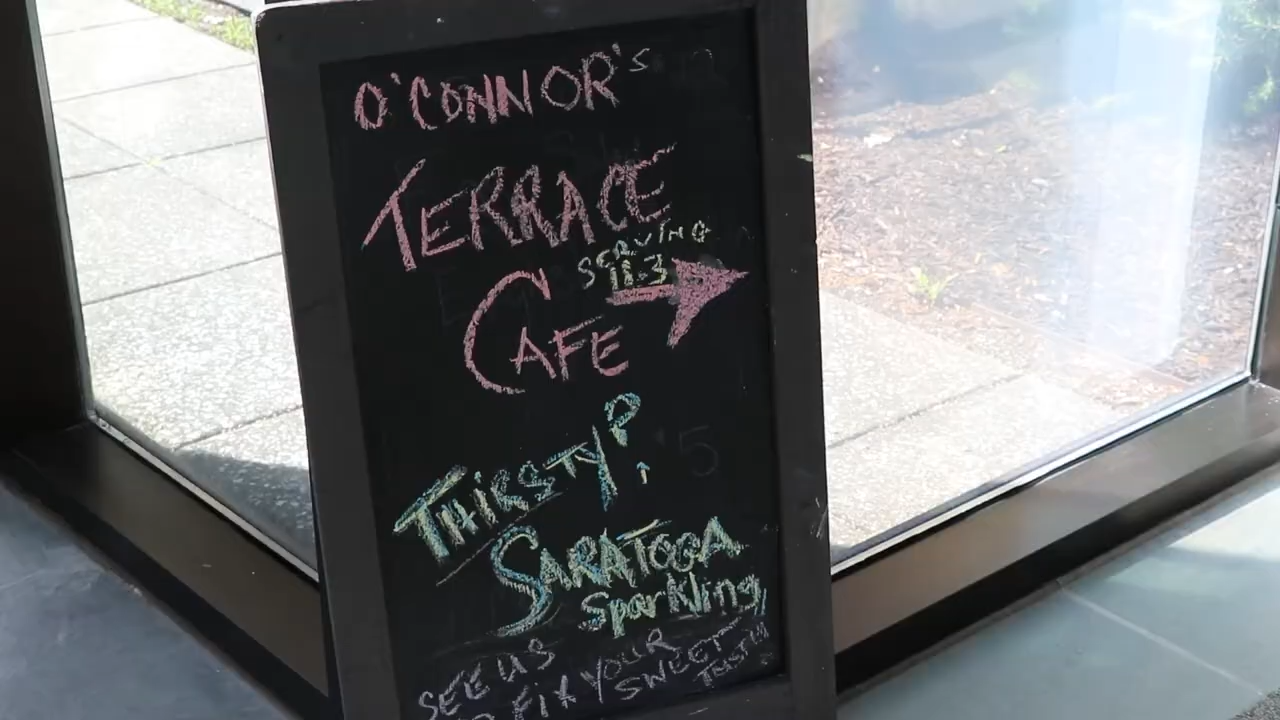 O'CONNOR's
TERRACE
CAFE
SERVING
11-3
THIRSTY?
SARATOGA
Sparkling
SEE US
FIX YOUR
SWEET